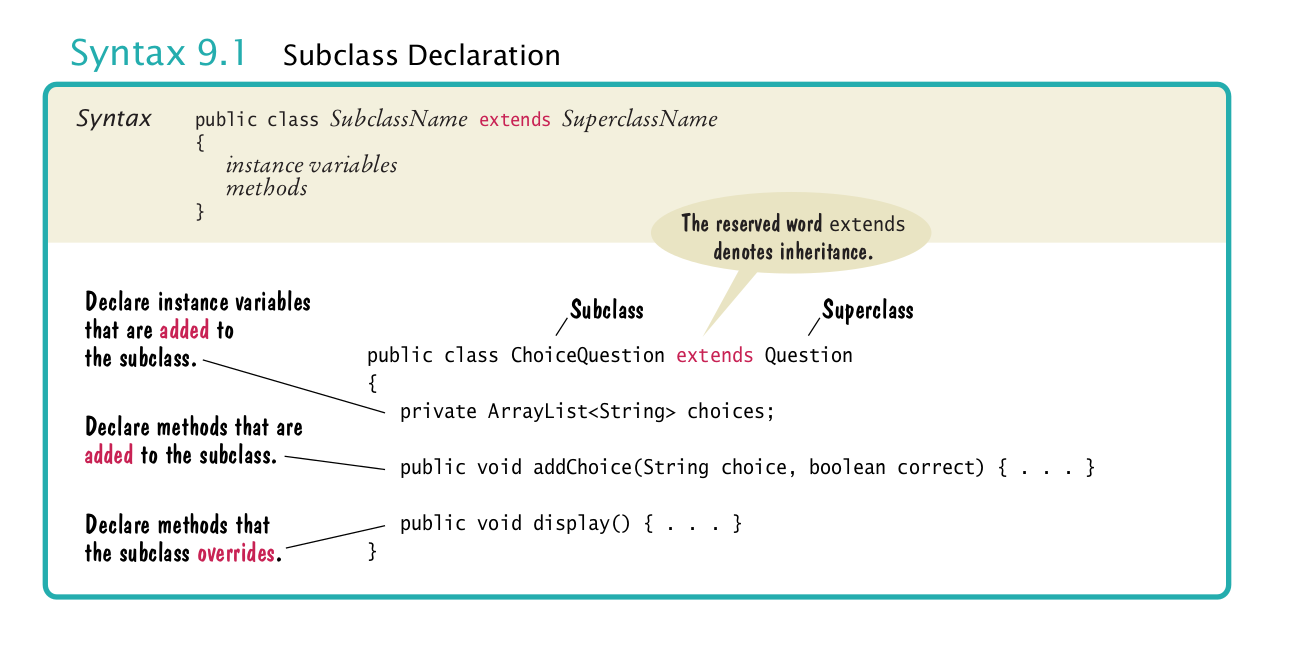 Syntax 9.1 Subclass Declaration
Syntax public class SubclassName extends SuperclassName
{
instance variables
methods
}
The reserved word extends
denotes inheritance.
Declare instance variables
that are added to
the subclass.
Subclass
Superclass
public class ChoiceQuestion extends Question
{
private ArrayList<String> choices;
Declare methods that are
added to the subclass.
public void addChoice(String choice, boolean correct) { . . . }
Declare methods that
the subclass overrides.
public void display() { . . . }
}